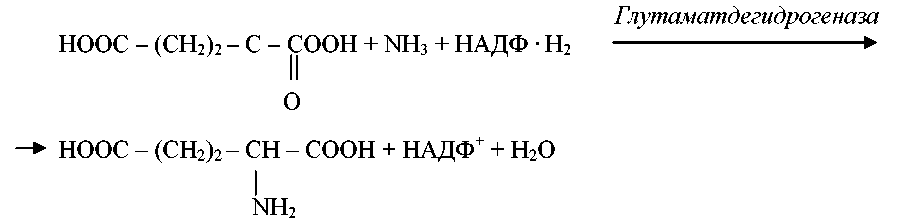 Глутаматдегидрогеназа
HOOC – (CH₂)₂ – C – COOH + NH₃ + НАДФ · H₂
O
HOOC – (CH₂)₂ – CH – COOH + НАДФ⁺ + H₂O
NH₂